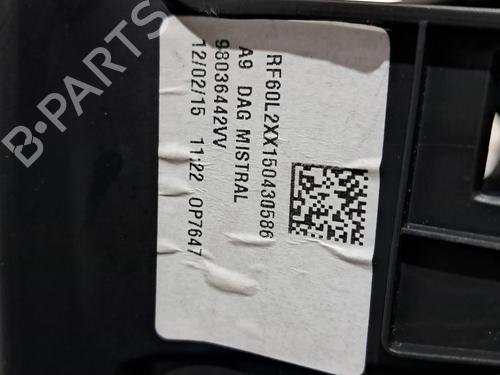 RF60L2XX150430586
A9 DAG MISTRAL
98036442VV
12/02/15 11:22 OP7647
B-PARTS